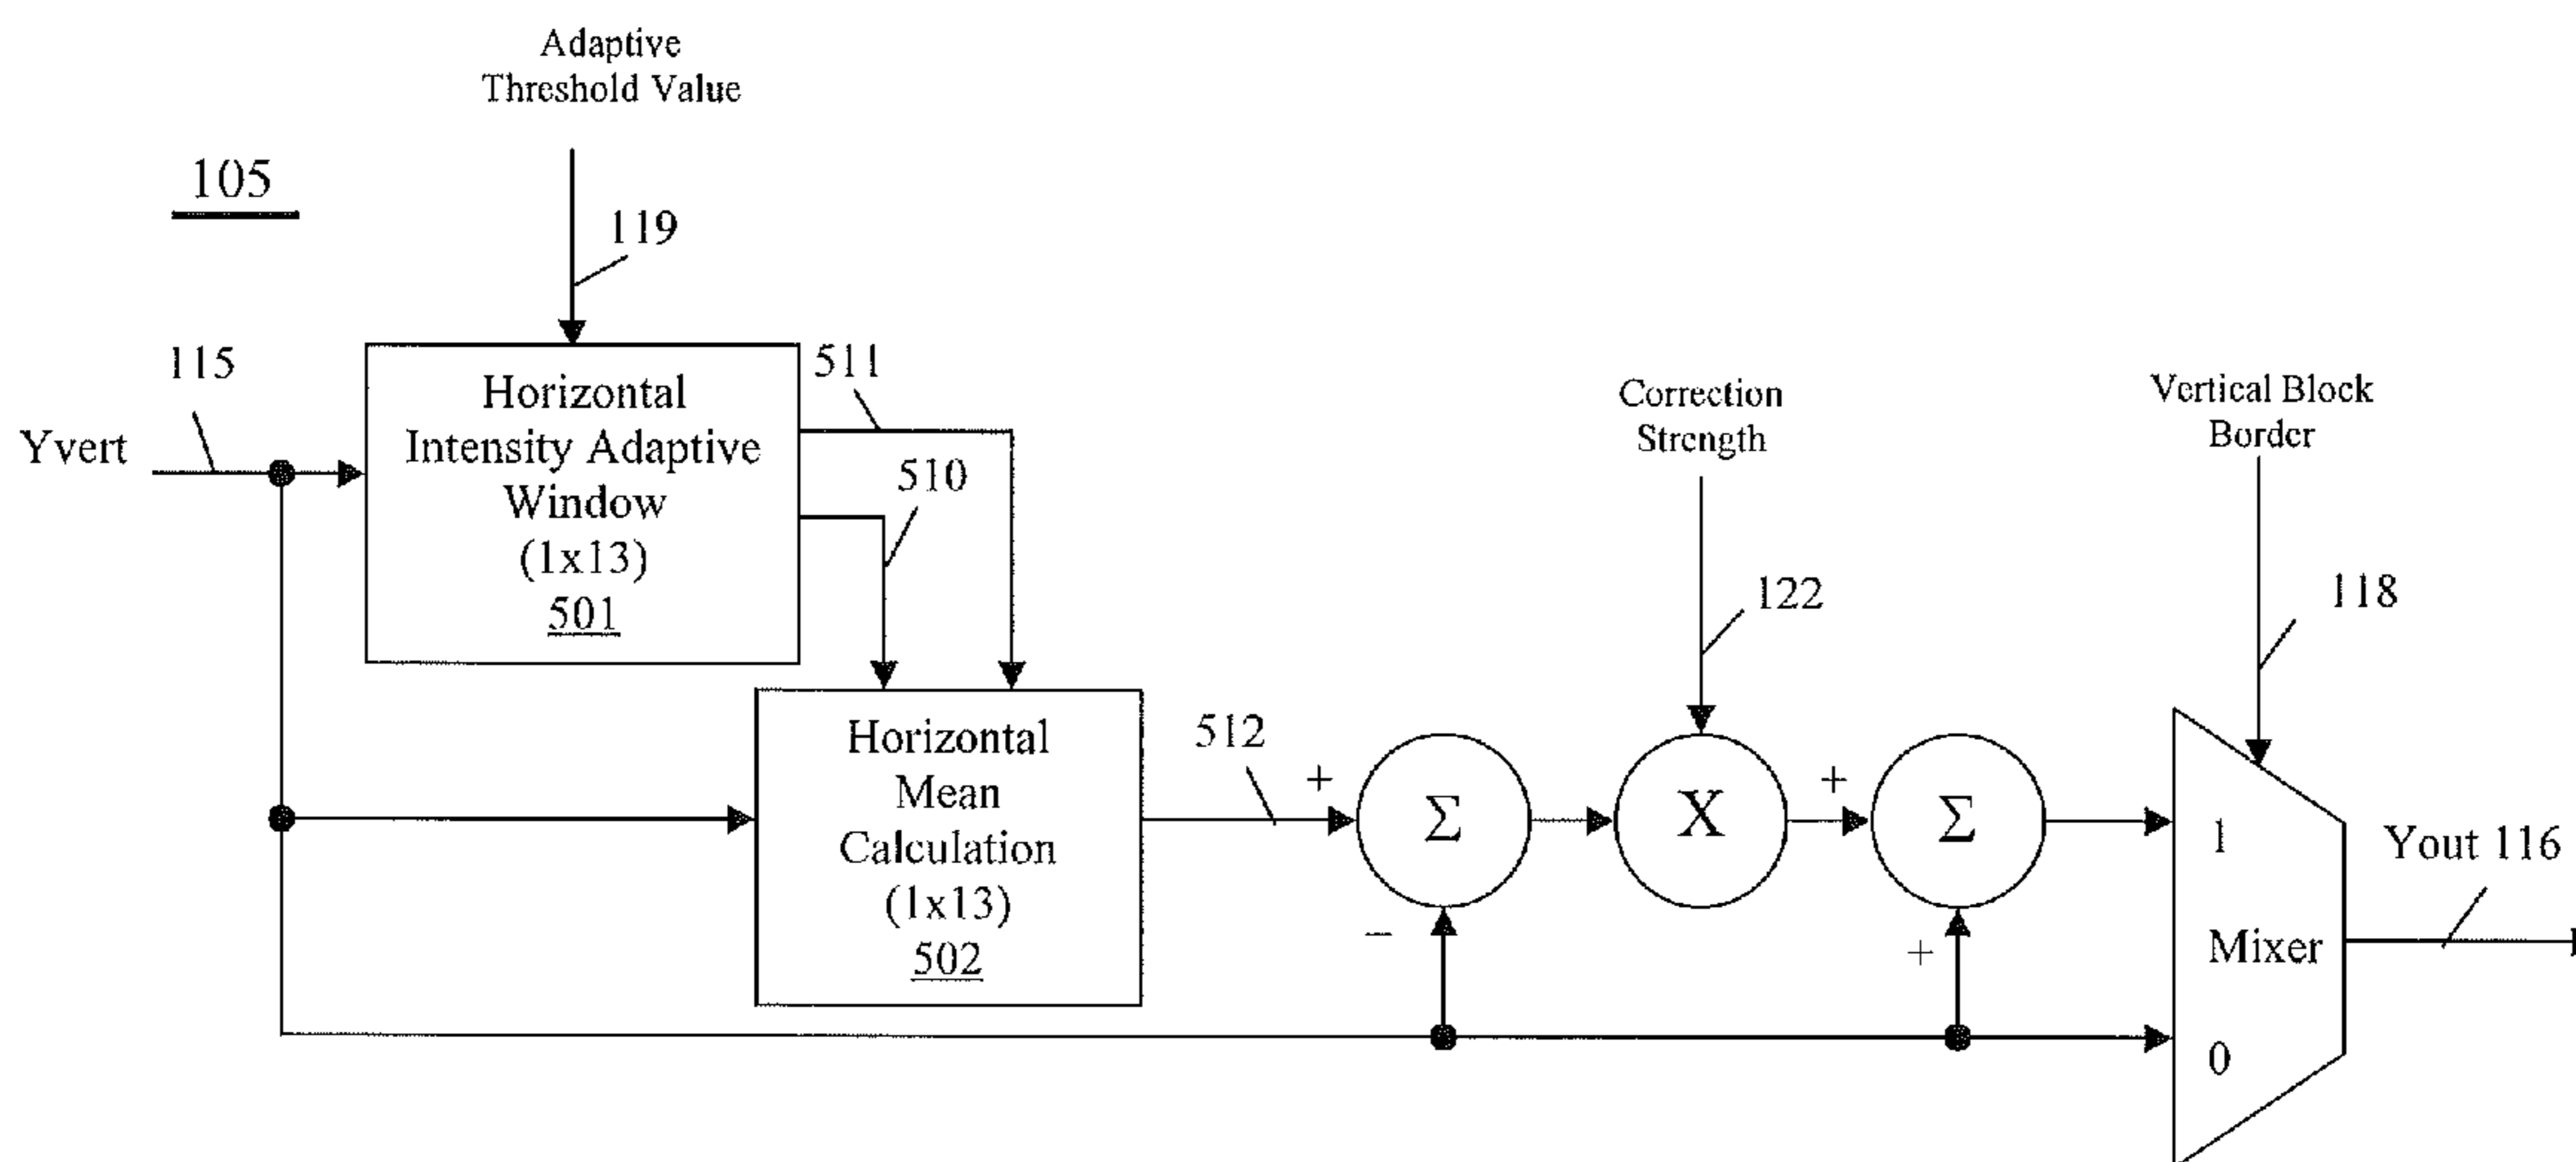 Adaptive
Threshold Value
105
119
115
Yvert
Horizontal
Intensity Adaptive
Window
(1x13)
501
511
510
Correction
Strength
Vertical Block
Border
122
118
Horizontal
Mean
Calculation
(1x13)
502
512
+
Σ
−
X
+
Σ
+
1
Mixer
0
Yout 116